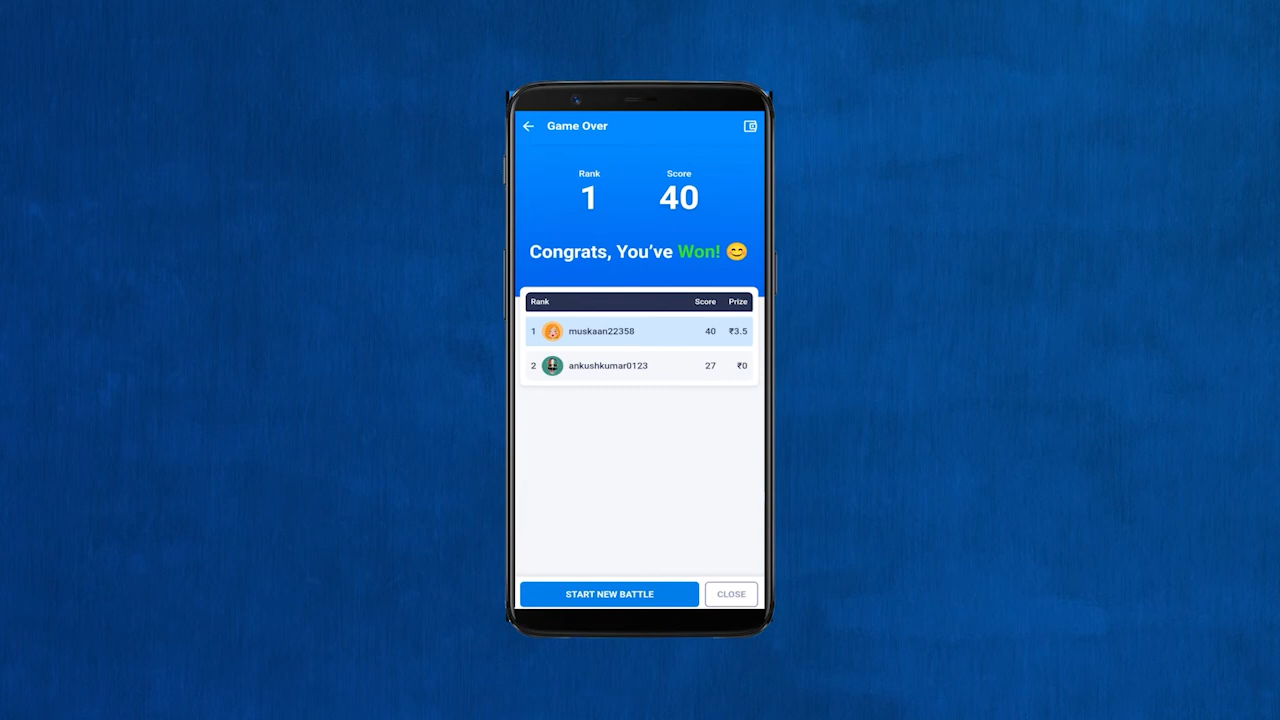 Game Over
Rank Score
1 40
Congrats, You've Won! 😊
Rank Score Prize
1 muskaan22358 40 ₹3.5
2 ankushkumar0123 27 ₹0
START NEW BATTLE CLOSE